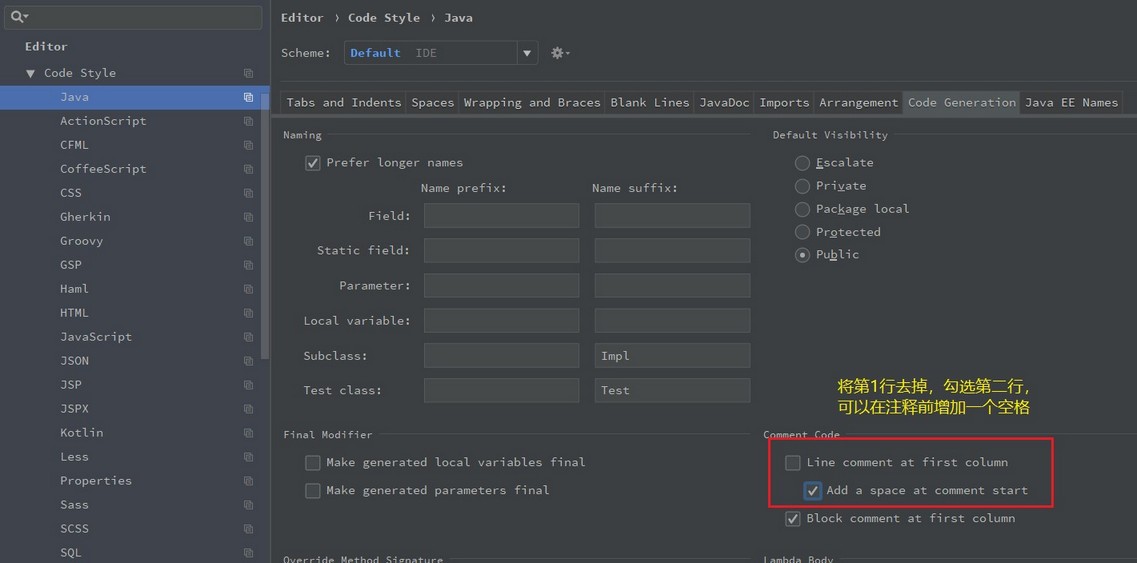 Editor › Code Style › Java
Editor
Scheme: Default IDE
Code Style
Java
ActionScript
CFML
CoffeeScript
CSS
Gherkin
Groovy
GSP
Haml
HTML
JavaScript
JSON
JSP
JSPX
Kotlin
Less
Properties
Sass
SCSS
SQL
Tabs and Indents Spaces Wrapping and Braces Blank Lines JavaDoc Imports Arrangement Code Generation Java EE Names
Naming
Prefer longer names
Name prefix: Name suffix:
Field:
Static field:
Parameter:
Local variable:
Subclass: Impl
Test class: Test
Default Visibility
Escalate
Private
Package local
Protected
Public
将第1行去掉，勾选第二行，
可以在注释前增加一个空格
Final Modifier
Make generated local variables final
Make generated parameters final
Comment Code
Line comment at first column
Add a space at comment start
Block comment at first column
Override Method Signature
Lambda Body